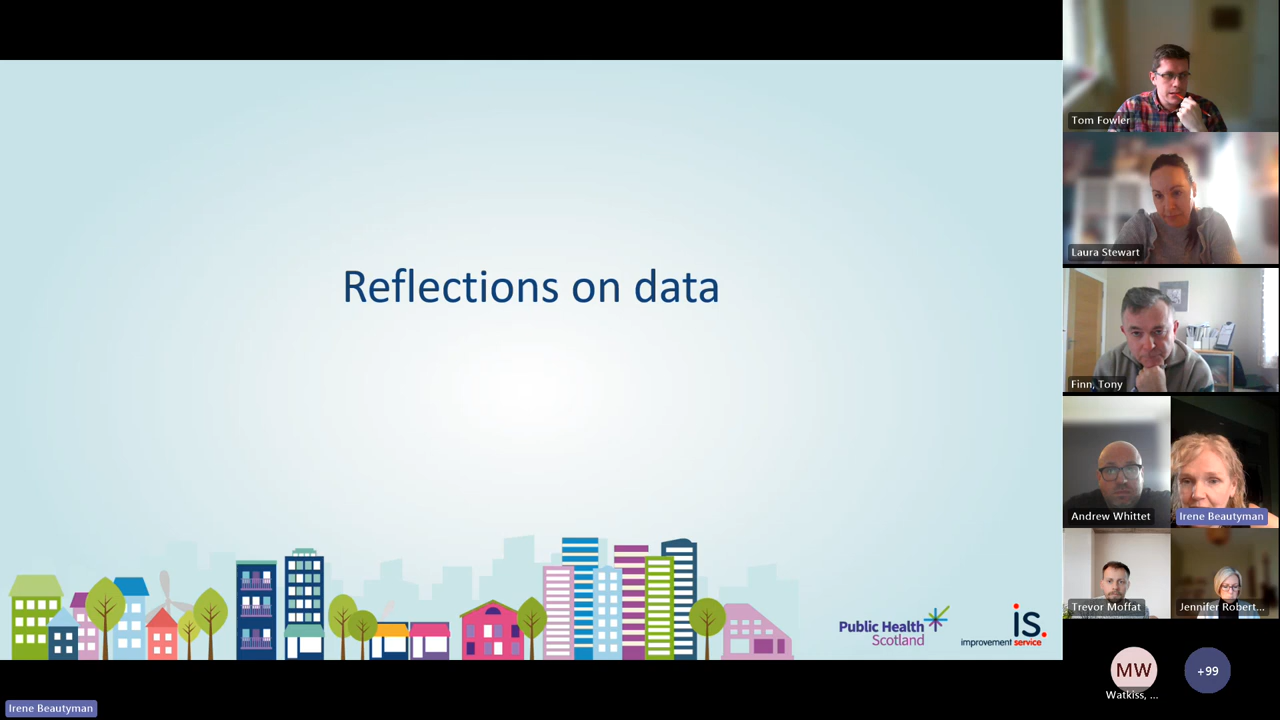 Reflections on data
Public Health
Scotland
is.
improvement service
Irene Beautyman
Tom Fowler
Laura Stewart
Finn, Tony
Andrew Whittet
Irene Beautyman
Trevor Moffat
Jennifer Robert...
MW
+99
Watkiss, ...